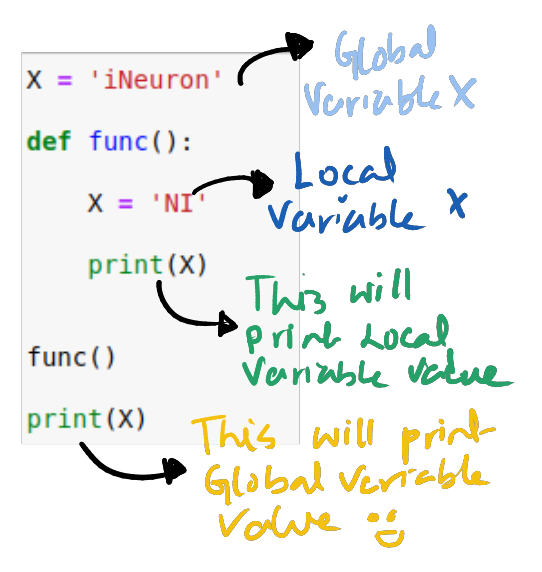 X = 'iNeuron'
Global
Variable X
def func():
X = 'NI'
Local
Variable X
print(X)
This will
print Local
Variable value
func()
print(X)
This will print
Global variable
value